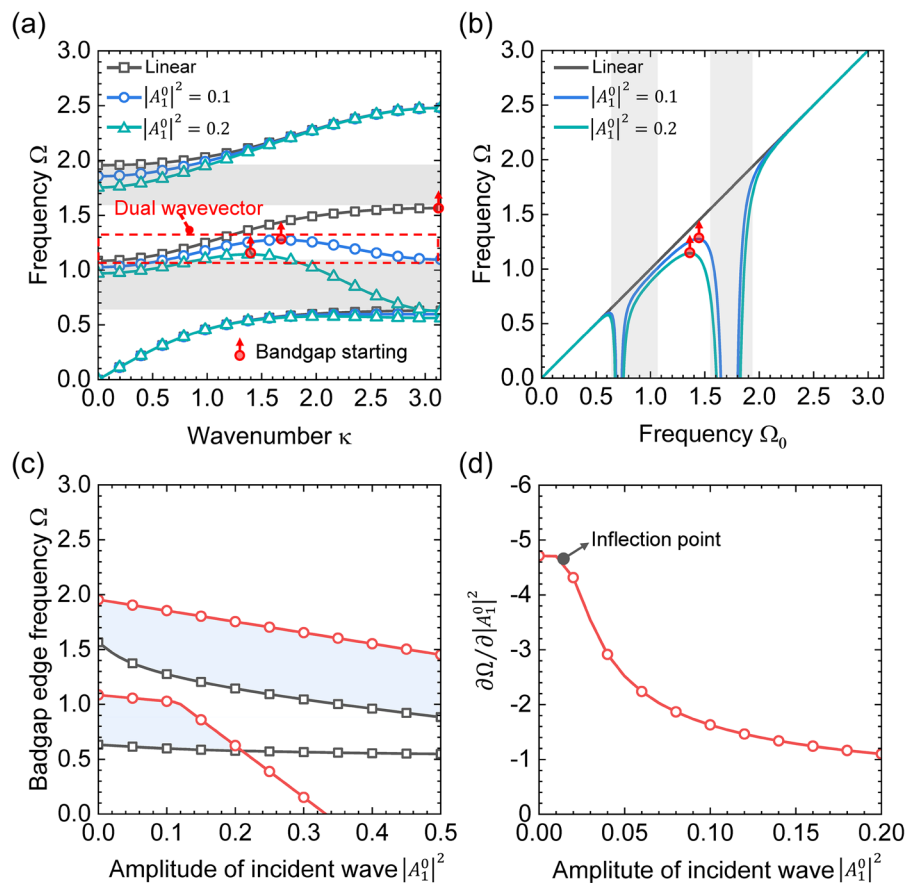 (a)
3.0
2.5
2.0
1.5
1.0
0.5
0.0
Frequency Ω
Linear
|A₁⁰|² = 0.1
|A₁⁰|² = 0.2
Dual wavevector
Bandgap starting
0.0 0.5 1.0 1.5 2.0 2.5 3.0
Wavenumber κ
(b)
3.0
2.5
2.0
1.5
1.0
0.5
0.0
Frequency Ω
Linear
|A₁⁰|² = 0.1
|A₁⁰|² = 0.2
0.0 0.5 1.0 1.5 2.0 2.5 3.0
Frequency Ω₀
(c)
3.0
2.5
2.0
1.5
1.0
0.5
0.0
Badgap edge frequency Ω
0.0 0.1 0.2 0.3 0.4 0.5
Amplitude of incident wave |A₁⁰|²
(d)
-6
-5
-4
-3
-2
-1
∂Ω/∂|A₁⁰|²
Inflection point
0.00 0.05 0.10 0.15 0.20
Amplitude of incident wave |A₁⁰|²